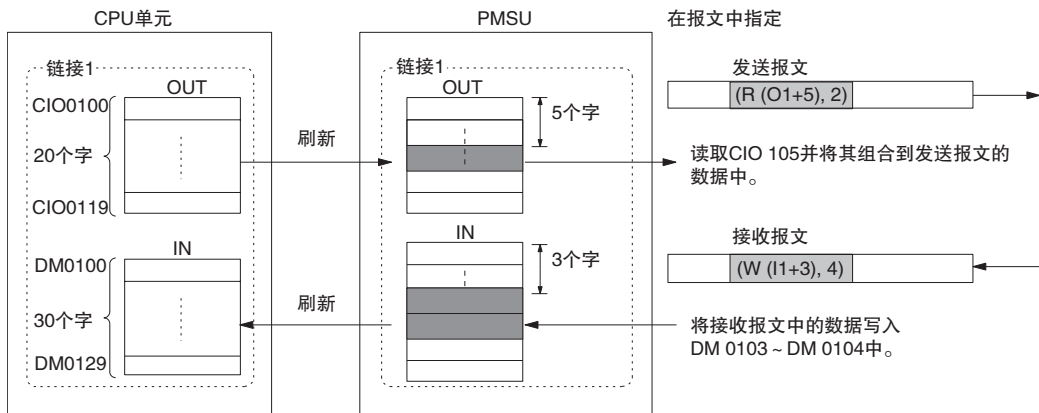 CPU单元
PMSU
在报文中指定
链接1
OUT
CIO0100
20个字
CIO0119
刷新
链接1
OUT
5个字
发送报文
(R (O1+5), 2)
读取CIO 105并将其组合到发送报文的
数据中。
IN
DM0100
30个字
DM0129
刷新
IN
3个字
接收报文
(W (I1+3), 4)
将接收报文中的数据写入
DM 0103 ~ DM 0104中。